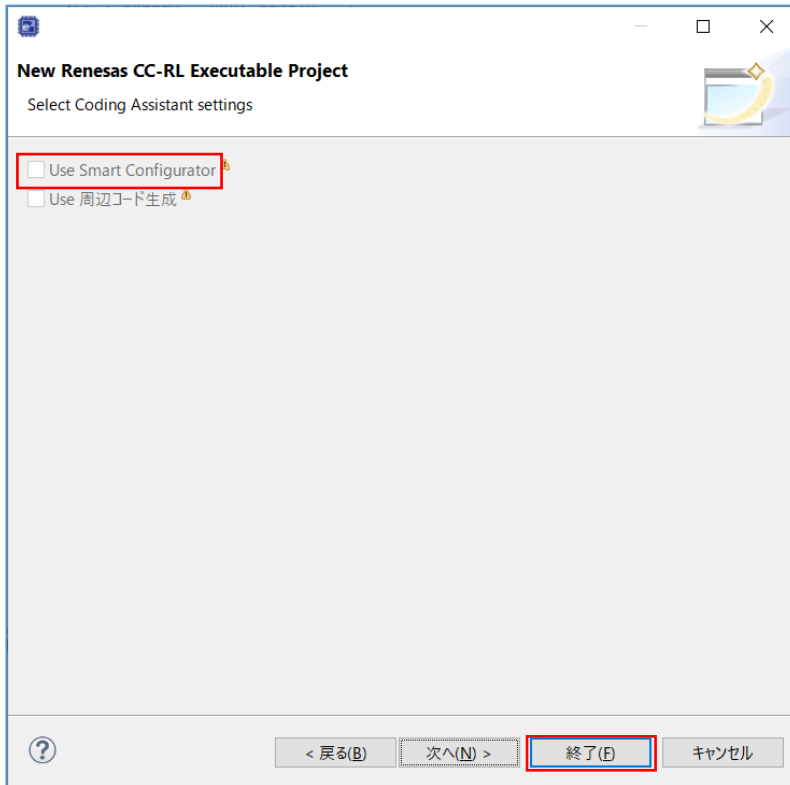 New Renesas CC-RL Executable Project
Select Coding Assistant settings
Use Smart Configurator
Use 周辺コード生成
< 戻る(B)
次へ(N) >
終了(F)
キャンセル